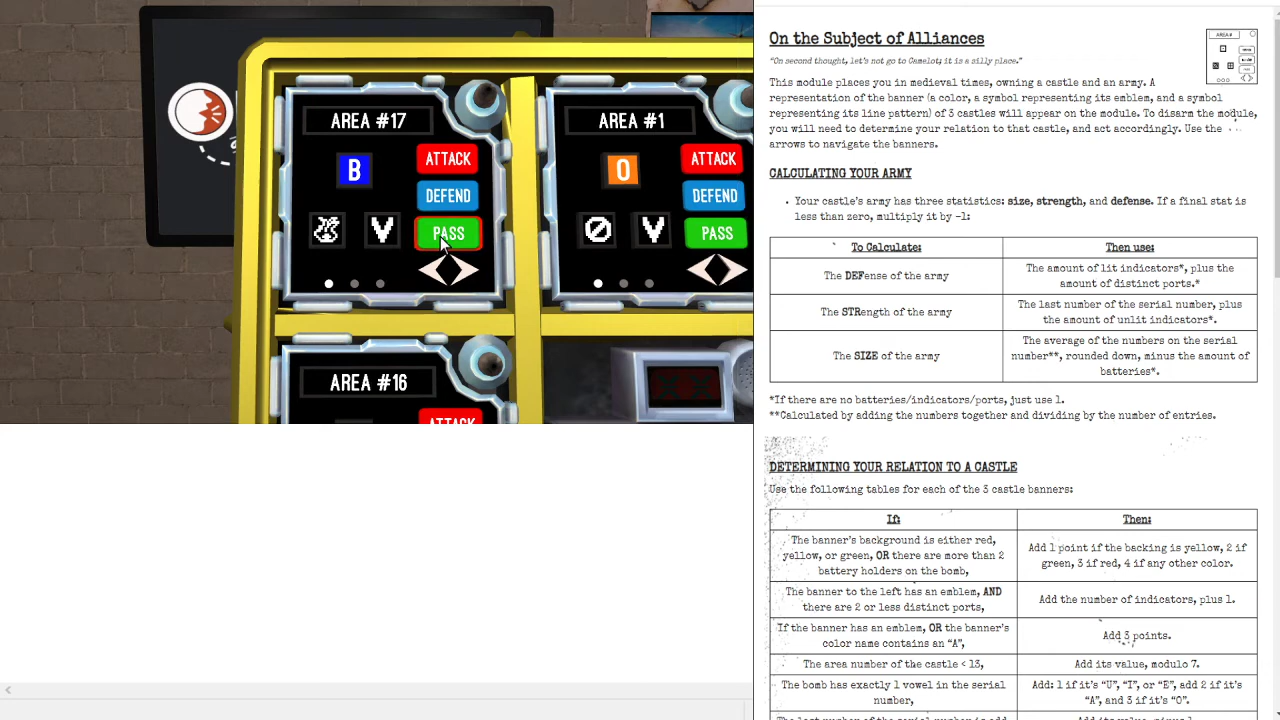 AREA #17
B
V
ATTACK
DEFEND
PASS
AREA #1
O
Ø V
ATTACK
DEFEND
PASS
AREA #16
ATTACK
On the Subject of Alliances
"On second thought, let's not go to Camelot, it is a silly place."
This module places you in medieval times, owning a castle and an army. A
representation of the banner (a color, a symbol representing its emblem, and a symbol
representing its line pattern) of 3 castles will appear on the module. To disarm the module,
you will need to determine your relation to that castle, and act accordingly. Use the
arrows to navigate the banners.
AREA #
CALCULATING YOUR ARMY
• Your castle's army has three statistics: size, strength, and defense. If a final stat is
less than zero, multiply it by -1:
To Calculate:
Then use:
The DEFense of the army
The amount of lit indicators*, plus the
amount of distinct ports.*
The STRength of the army
The last number of the serial number, plus
the amount of unlit indicators*.
The SIZE of the army
The average of the numbers on the serial
number**, rounded down, minus the amount of
batteries*.
*If there are no batteries/indicators/ports, just use 1.
**Calculated by adding the numbers together and dividing by the number of entries.
DETERMINING YOUR RELATION TO A CASTLE
Use the following tables for each of the 3 castle banners:
If:
Then:
The banner's background is either red,
yellow, or green, OR there are more than 2
battery holders on the bomb,
Add 1 point if the backing is yellow, 2 if
green, 3 if red, 4 if any other color.
The banner to the left has an emblem, AND
there are 2 or less distinct ports,
Add the number of indicators, plus 1.
If the banner has an emblem, OR the banner's
color name contains an "A",
Add 3 points.
The area number of the castle < 13,
Add its value, modulo 7.
The bomb has exactly 1 vowel in the serial
number,
Add: 1 if it's "U", "I", or "E", add 2 if it's
"A", and 3 if it's "O".